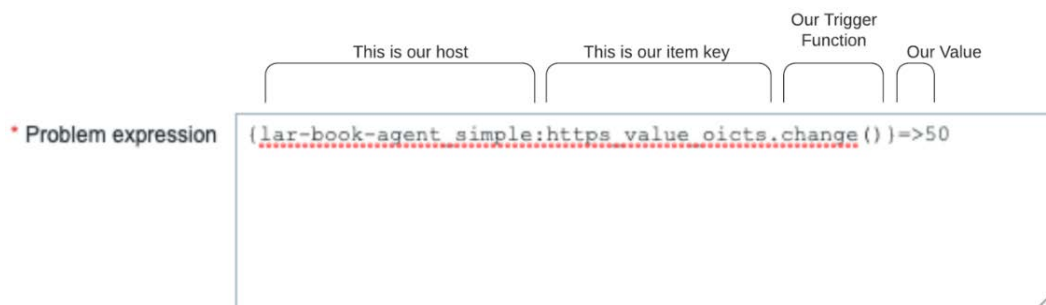 Our Trigger
Function
This is our host
This is our item key
Our Value
* Problem expression
{lar-book-agent_simple:https_value_oicts.change()}=>50